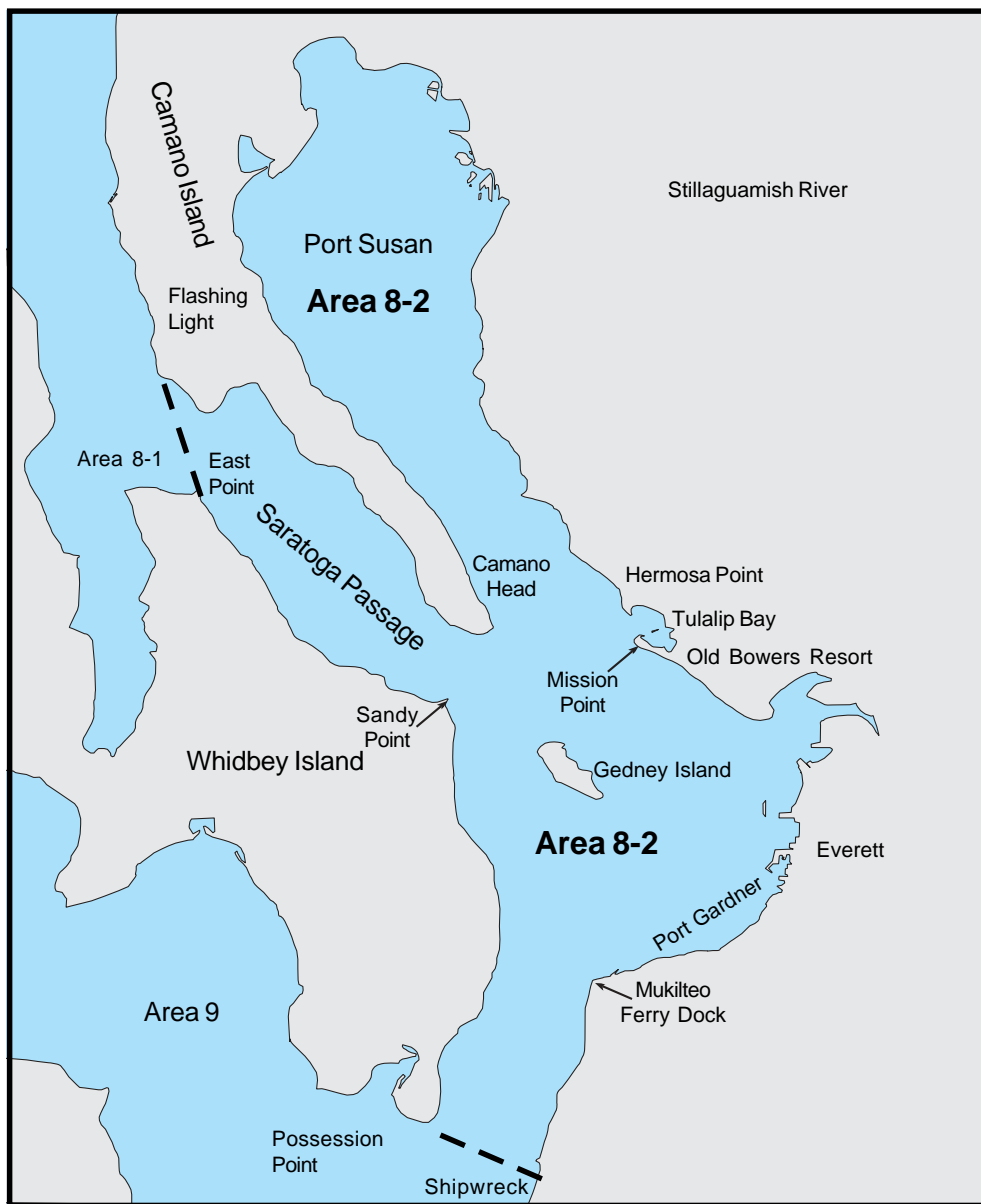 Camano Island
Stillaguamish River
Port Susan
Area 8-2
Flashing
Light
Area 8-1
East
Point
Saratoga Passage
Camano
Head
Hermosa Point
Tulalip Bay
Old Bowers Resort
Mission
Point
Sandy
Point
Whidbey Island
Gedney Island
Area 8-2
Everett
Port Gardner
Mukilteo
Ferry Dock
Area 9
Possession
Point
Shipwreck